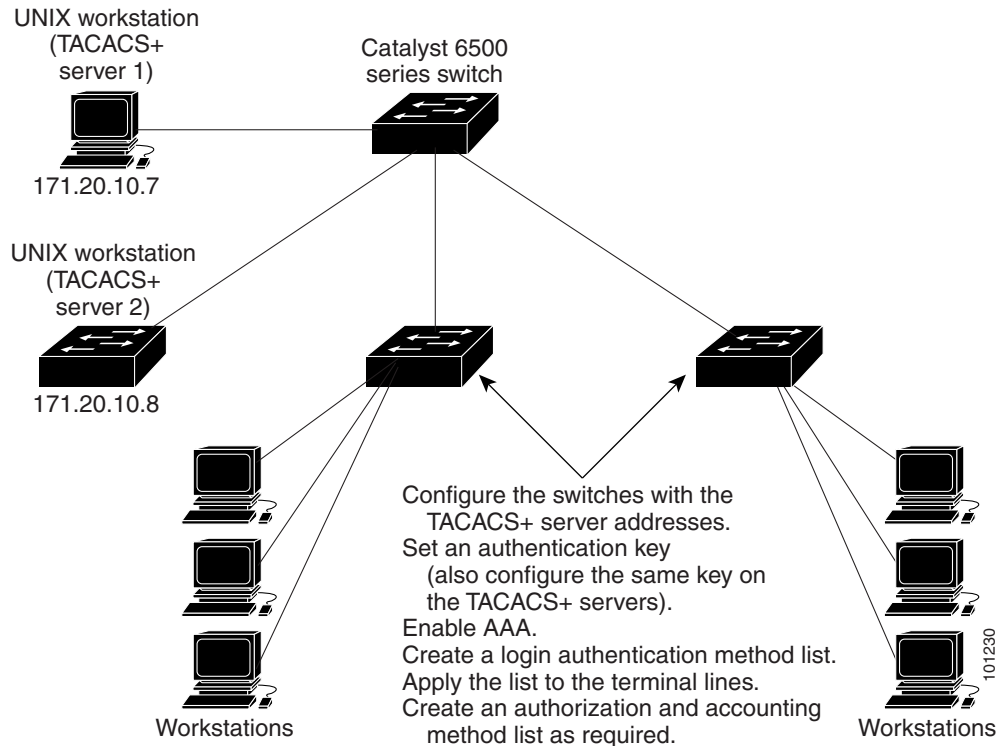 UNIX workstation
(TACACS+
server 1)
Catalyst 6500
series switch
171.20.10.7
UNIX workstation
(TACACS+
server 2)
171.20.10.8
Configure the switches with the
TACACS+ server addresses.
Set an authentication key
(also configure the same key on
the TACACS+ servers).
Enable AAA.
Create a login authentication method list.
Apply the list to the terminal lines.
Create an authorization and accounting
method list as required.
Workstations
Workstations
101230